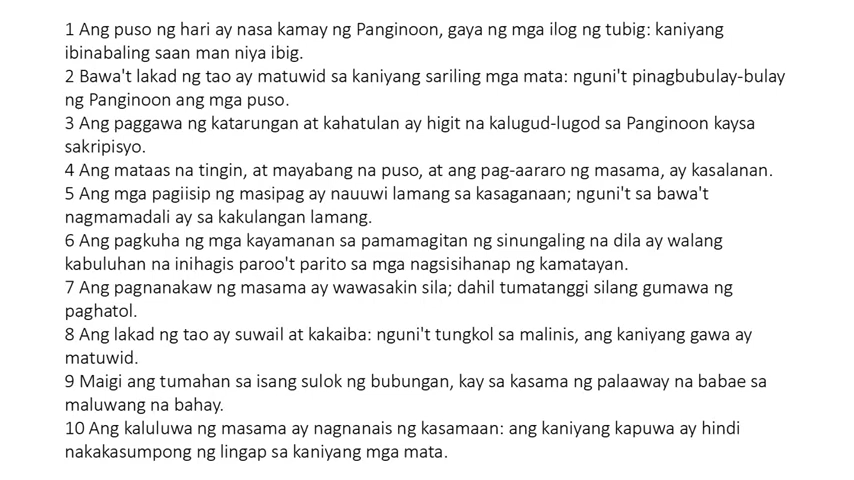 1 Ang puso ng hari ay nasa kamay ng Panginoon, gaya ng mga ilog ng tubig: kaniyang
ibinabaling saan man niya ibig.
2 Bawa't lakad ng tao ay matuwid sa kaniyang sariling mga mata: nguni't pinagbubulay-bulay
ng Panginoon ang mga puso.
3 Ang paggawa ng katarungan at kahatulan ay higit na kalugud-lugod sa Panginoon kaysa
sakripisyo.
4 Ang mataas na tingin, at mayabang na puso, at ang pag-aararo ng masama, ay kasalanan.
5 Ang mga pagiisip ng masipag ay nauuwi lamang sa kasaganaan; nguni't sa bawa't
nagmamadali ay sa kakulangan lamang.
6 Ang pagkuha ng mga kayamanan sa pamamagitan ng sinungaling na dila ay walang
kabuluhan na inihagis paroo't parito sa mga nagsisihanap ng kamatayan.
7 Ang pagnanakaw ng masama ay wawasakin sila; dahil tumatanggi silang gumawa ng
paghatol.
8 Ang lakad ng tao ay suwail at kakaiba: nguni't tungkol sa malinis, ang kaniyang gawa ay
matuwid.
9 Maigi ang tumahan sa isang sulok ng bubungan, kay sa kasama ng palaaway na babae sa
maluwang na bahay.
10 Ang kaluluwa ng masama ay nagnanais ng kasamaan: ang kaniyang kapuwa ay hindi
nakakasumpong ng lingap sa kaniyang mga mata.